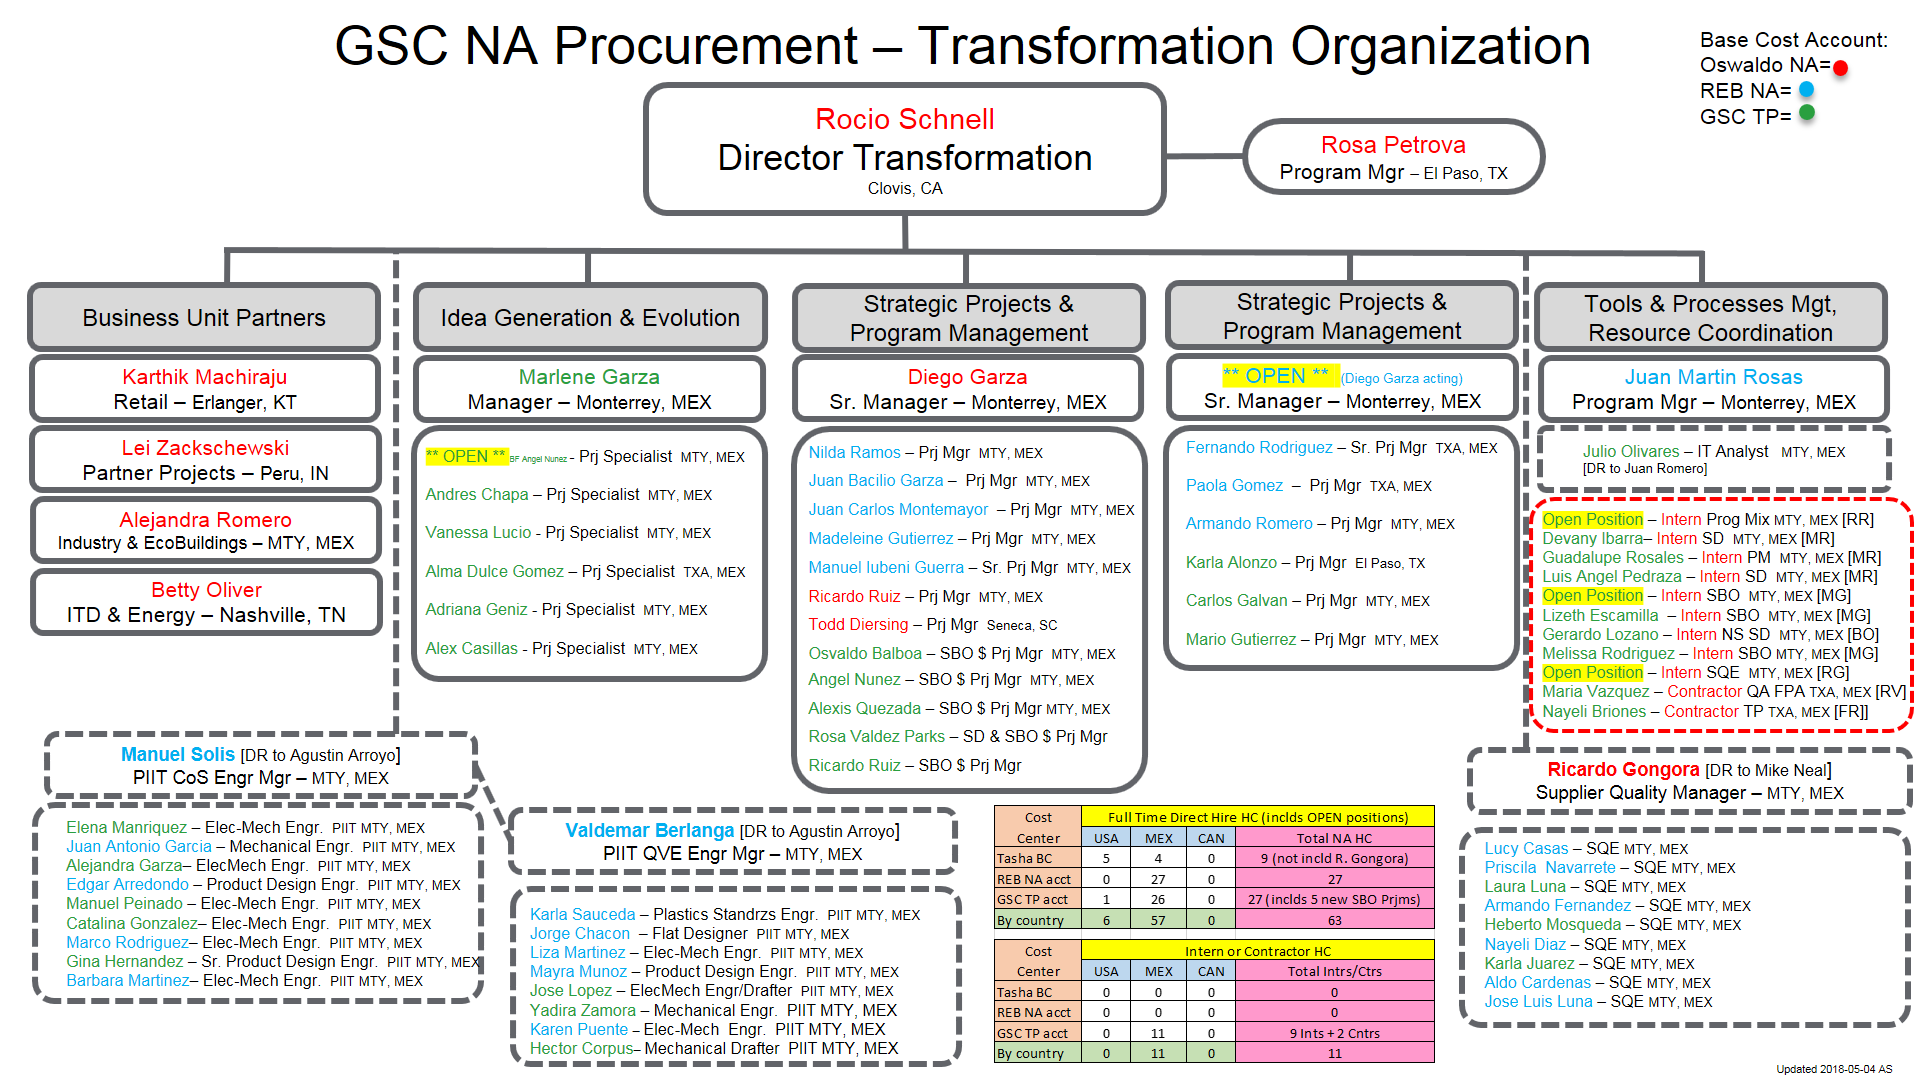 GSC NA Procurement – Transformation Organization
Base Cost Account:
Oswaldo NA=
REB NA=
GSC TP=
Rocio Schnell
Director Transformation
Clovis, CA
Rosa Petrova
Program Mgr – El Paso, TX
Business Unit Partners
Karthik Machiraju
Retail – Erlanger, KT
Lei Zackschewski
Partner Projects – Peru, IN
Alejandra Romero
Industry & EcoBuildings – MTY, MEX
Betty Oliver
ITD & Energy – Nashville, TN
Idea Generation & Evolution
Marlene Garza
Manager – Monterrey, MEX
** OPEN ** BF Angel Nunez - Prj Specialist MTY, MEX
Andres Chapa – Prj Specialist MTY, MEX
Vanessa Lucio - Prj Specialist MTY, MEX
Alma Dulce Gomez – Prj Specialist TXA, MEX
Adriana Geniz - Prj Specialist MTY, MEX
Alex Casillas - Prj Specialist MTY, MEX
Strategic Projects &
Program Management
Diego Garza
Sr. Manager – Monterrey, MEX
Nilda Ramos – Prj Mgr MTY, MEX
Juan Bacilio Garza – Prj Mgr MTY, MEX
Juan Carlos Montemayor – Prj Mgr MTY, MEX
Madeleine Gutierrez – Prj Mgr MTY, MEX
Manuel Iubeni Guerra – Sr. Prj Mgr MTY, MEX
Ricardo Ruiz – Prj Mgr MTY, MEX
Todd Diersing – Prj Mgr Seneca, SC
Osvaldo Balboa – SBO $ Prj Mgr MTY, MEX
Angel Nunez – SBO $ Prj Mgr MTY, MEX
Alexis Quezada – SBO $ Prj Mgr MTY, MEX
Rosa Valdez Parks – SD & SBO $ Prj Mgr
Ricardo Ruiz – SBO $ Prj Mgr
Strategic Projects &
Program Management
** OPEN ** (Diego Garza acting)
Sr. Manager – Monterrey, MEX
Fernando Rodriguez – Sr. Prj Mgr TXA, MEX
Paola Gomez – Prj Mgr TXA, MEX
Armando Romero – Prj Mgr MTY, MEX
Karla Alonzo – Prj Mgr El Paso, TX
Carlos Galvan – Prj Mgr MTY, MEX
Mario Gutierrez – Prj Mgr MTY, MEX
Tools & Processes Mgt,
Resource Coordination
Juan Martin Rosas
Program Mgr – Monterrey, MEX
Julio Olivares – IT Analyst MTY, MEX
[DR to Juan Romero]
Open Position – Intern Prog Mix MTY, MEX [RR]
Devany Ibarra– Intern SD MTY, MEX [MR]
Guadalupe Rosales – Intern PM MTY, MEX [MR]
Luis Angel Pedraza – Intern SD MTY, MEX [MR]
Open Position – Intern SBO MTY, MEX [MG]
Lizeth Escamilla – Intern SBO MTY, MEX [MG]
Gerardo Lozano – Intern NS SD MTY, MEX [BO]
Melissa Rodriguez – Intern SBO MTY, MEX [MG]
Open Position – Intern SQE MTY, MEX [RG]
Maria Vazquez – Contractor QA FPA TXA, MEX [RV]
Nayeli Briones – Contractor TP TXA, MEX [FR]]
Manuel Solis [DR to Agustin Arroyo]
PIIT CoS Engr Mgr – MTY, MEX
Elena Manriquez – Elec-Mech Engr. PIIT MTY, MEX
Juan Antonio Garcia – Mechanical Engr. PIIT MTY, MEX
Alejandra Garza– ElecMech Engr. PIIT MTY, MEX
Edgar Arredondo – Product Design Engr. PIIT MTY, MEX
Manuel Peinado – Elec-Mech Engr. PIIT MTY, MEX
Catalina Gonzalez– Elec-Mech Engr. PIIT MTY, MEX
Marco Rodriguez– Elec-Mech Engr. PIIT MTY, MEX
Gina Hernandez – Sr. Product Design Engr. PIIT MTY, MEX
Barbara Martinez– Elec-Mech Engr. PIIT MTY, MEX
Valdemar Berlanga [DR to Agustin Arroyo]
PIIT QVE Engr Mgr – MTY, MEX
Karla Sauceda – Plastics Standrzs Engr. PIIT MTY, MEX
Jorge Chacon – Flat Designer PIIT MTY, MEX
Liza Martinez – Elec-Mech Engr. PIIT MTY, MEX
Mayra Munoz – Product Design Engr. PIIT MTY, MEX
Jose Lopez – ElecMech Engr/Drafter PIIT MTY, MEX
Yadira Zamora – Mechanical Engr. PIIT MTY, MEX
Karen Puente – Elec-Mech Engr. PIIT MTY, MEX
Hector Corpus– Mechanical Drafter PIIT MTY, MEX
Cost Center Full Time Direct Hire HC (inclds OPEN positions)
USA MEX CAN Total NA HC
Tasha BC 5 4 0 9 (not incld R. Gongora)
REB NA acct 0 27 0 27
GSC TP acct 1 26 0 27 (inclds 5 new SBO Prjms)
By country 6 57 0 63
Cost Center Intern or Contractor HC
USA MEX CAN Total Intrs/Ctrs
Tasha BC 0 0 0 0
REB NA acct 0 0 0 0
GSC TP acct 0 11 0 9 Ints + 2 Cntrs
By country 0 11 0 11
Ricardo Gongora [DR to Mike Neal]
Supplier Quality Manager – MTY, MEX
Lucy Casas – SQE MTY, MEX
Priscila Navarrete – SQE MTY, MEX
Laura Luna – SQE MTY, MEX
Armando Fernandez – SQE MTY, MEX
Heberto Mosqueda – SQE MTY, MEX
Nayeli Diaz – SQE MTY, MEX
Karla Juarez – SQE MTY, MEX
Aldo Cardenas – SQE MTY, MEX
Jose Luis Luna – SQE MTY, MEX
Updated 2018-05-04 AS